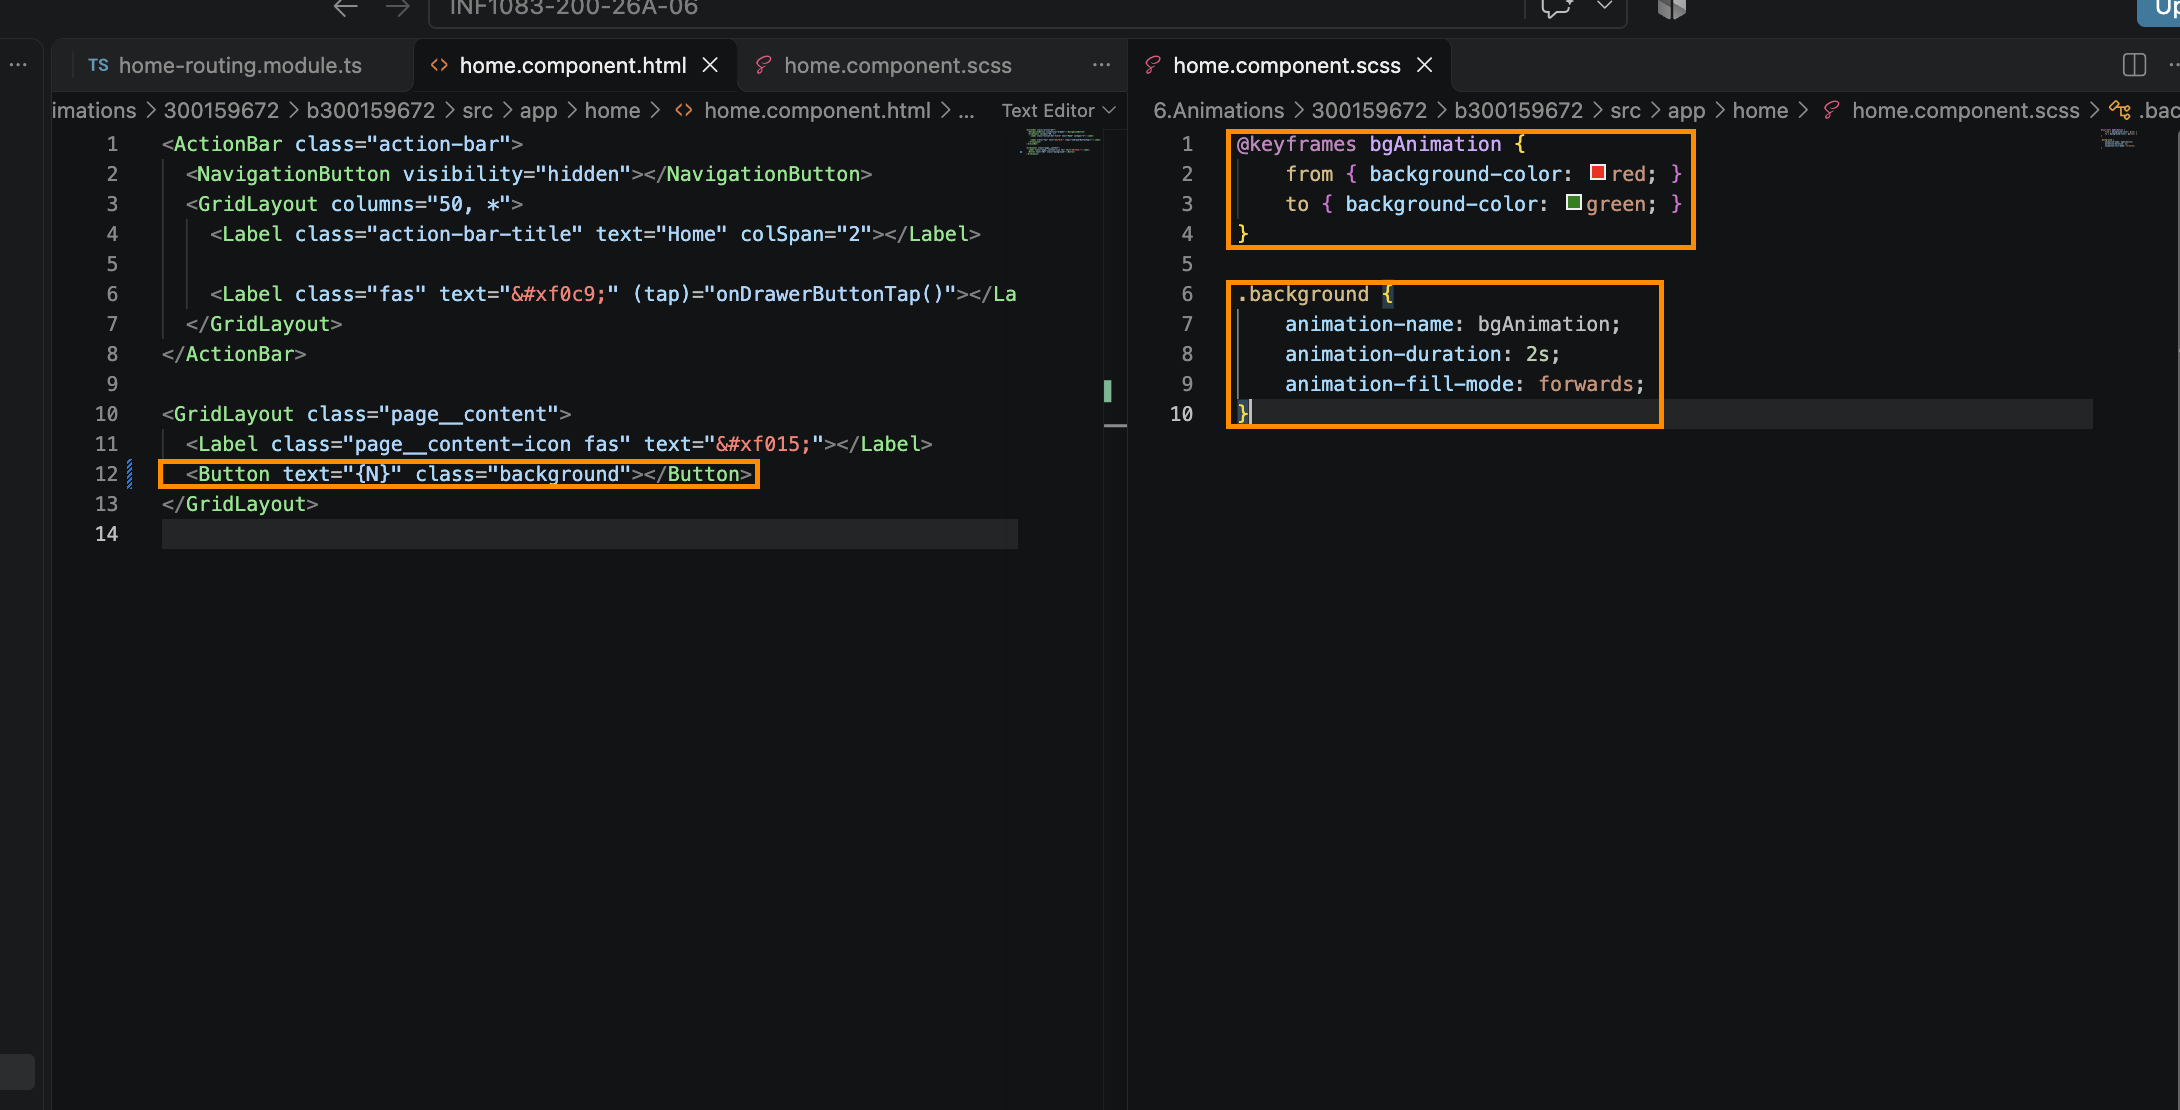 INF1083-200-26A-06
Up
TS home-routing.module.ts
home.component.html
home.component.scss
home.component.scss
imations > 300159672 > b300159672 > src > app > home > <> home.component.html > ...
Text Editor
6.Animations > 300159672 > b300159672 > src > app > home > home.component.scss > .bac
1 <ActionBar class="action-bar">
2 <NavigationButton visibility="hidden"></NavigationButton>
3 <GridLayout columns="50, *">
4 <Label class="action-bar-title" text="Home" colSpan="2"></Label>
5
6 <Label class="fas" text="&#xf0c9;" (tap)="onDrawerButtonTap()"></La
7 </GridLayout>
8 </ActionBar>
9
10 <GridLayout class="page__content">
11 <Label class="page__content-icon fas" text="&#xf015;"></Label>
12 <Button text="{N}" class="background"></Button>
13 </GridLayout>
14
1 @keyframes bgAnimation {
2 from { background-color: red; }
3 to { background-color: green; }
4 }
5
6 .background {
7 animation-name: bgAnimation;
8 animation-duration: 2s;
9 animation-fill-mode: forwards;
10 }